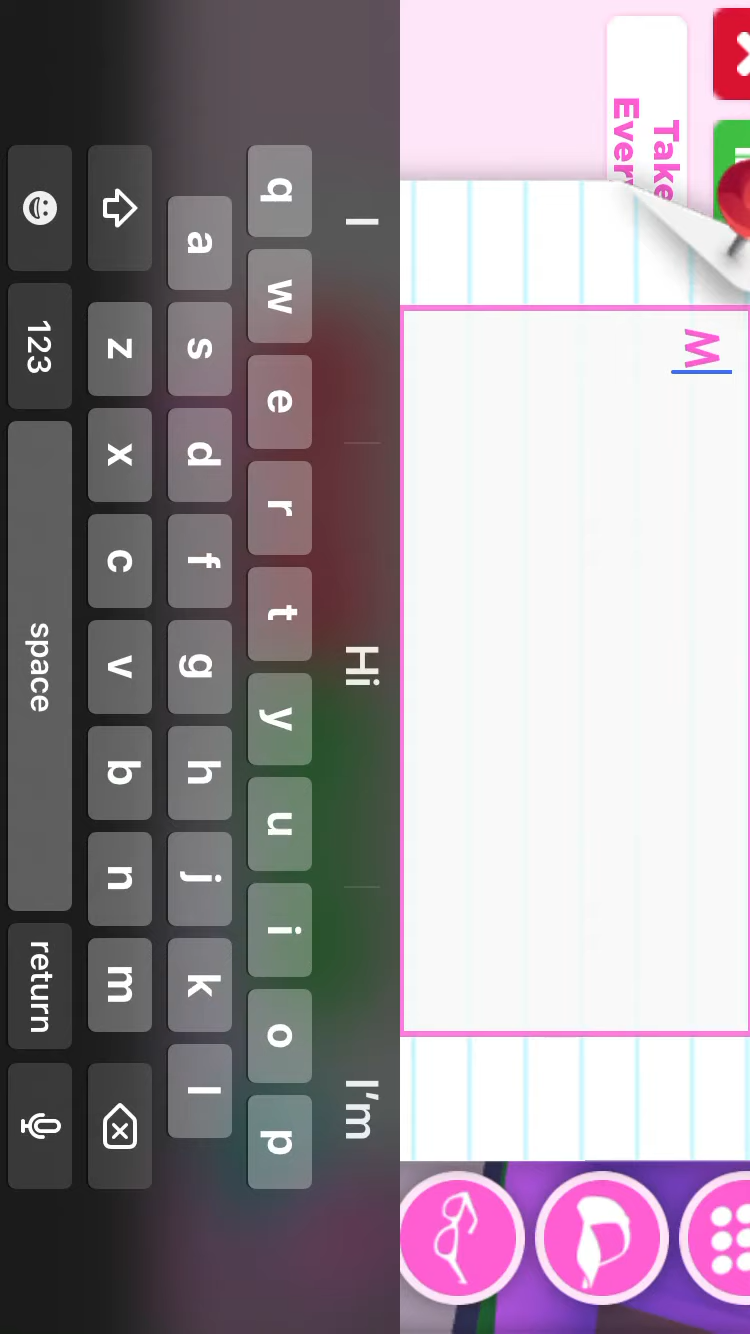 Take
Ever
M
I Hi I'm
q w e r t y u i o p
a s d f g h j k l
z x c v b n m
123 space return